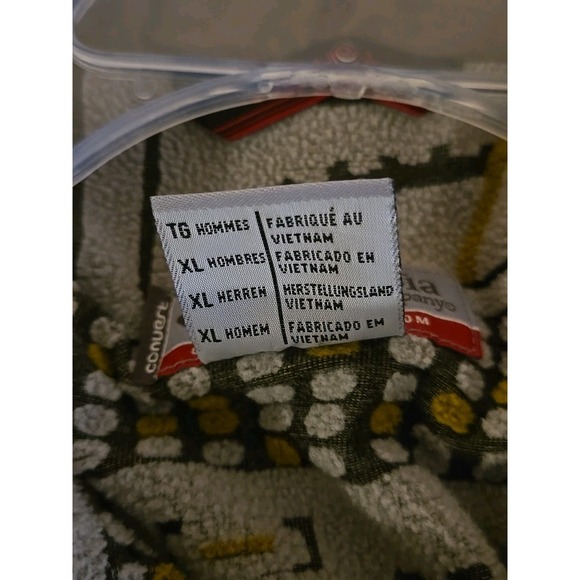 TG HOMMES
FABRIQUÉ AU
VIETNAM
XL HOMBRES
FABRICADO EN
VIETNAM
XL HERREN
HERSTELLUNGSLAND
VIETNAM
XL HOMEM
FABRICADO EM
VIETNAM
convert